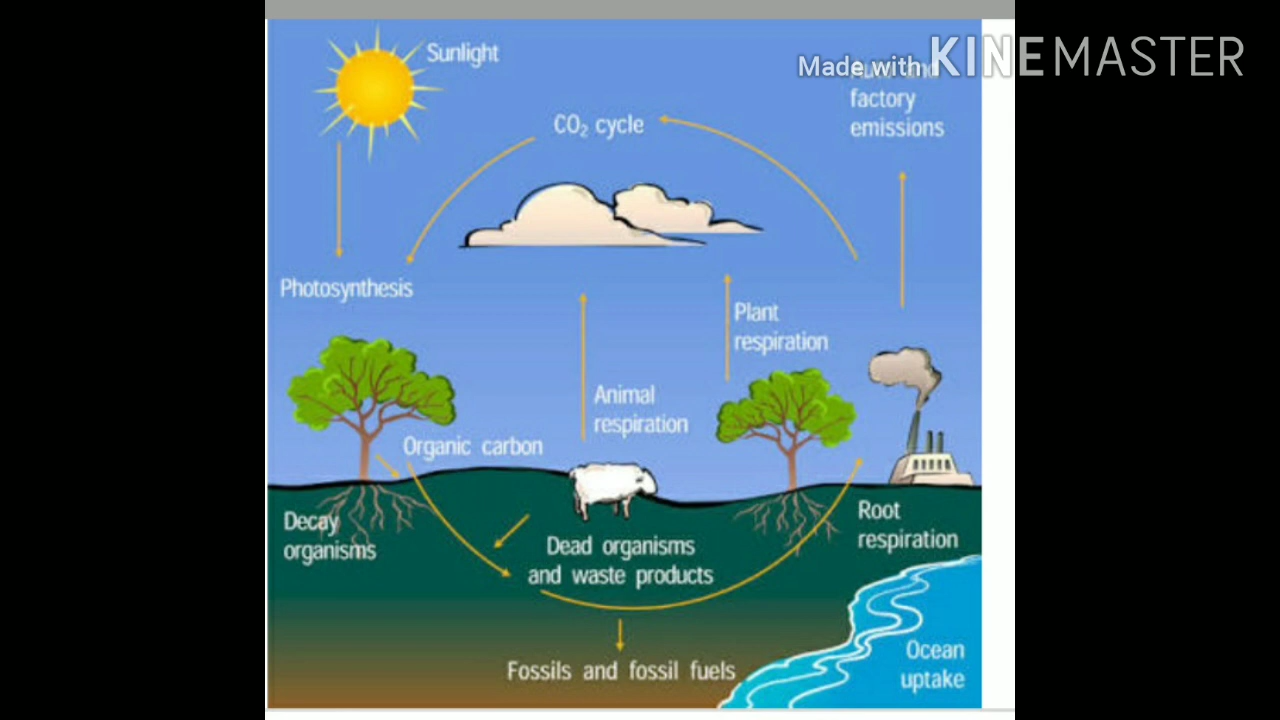 Sunlight
Made with KINEMASTER
factory
emissions
CO₂ cycle
Photosynthesis
Plant
respiration
Animal
respiration
Organic carbon
Decay
organisms
Dead organisms
and waste products
Root
respiration
Fossils and fossil fuels
Ocean
uptake